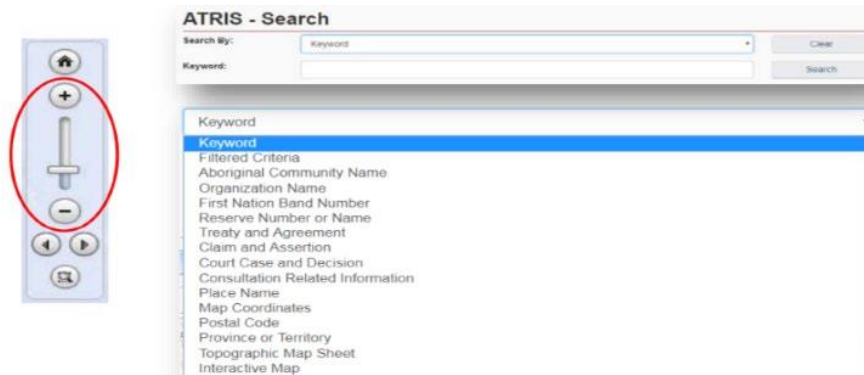 ATRIS - Search
Search By:
Keyword
Clear
Keyword:
Search
Keyword
Keyword
Filtered Criteria
Aboriginal Community Name
Organization Name
First Nation Band Number
Reserve Number or Name
Treaty and Agreement
Claim and Assertion
Court Case and Decision
Consultation Related Information
Place Name
Map Coordinates
Postal Code
Province or Territory
Topographic Map Sheet
Interactive Map